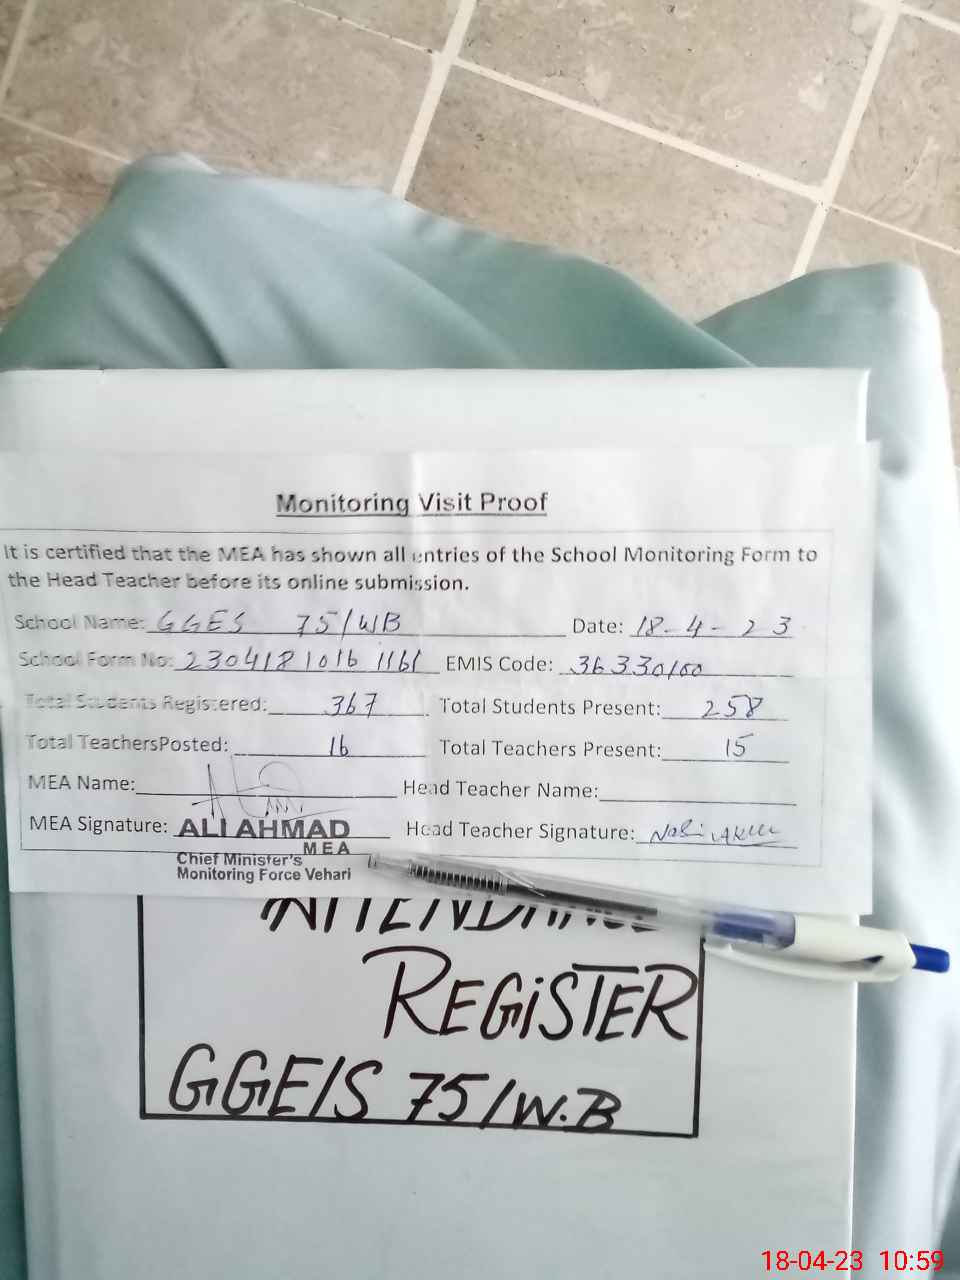 Monitoring Visit Proof
It is certified that the MEA has shown all entries of the School Monitoring Form to
the Head Teacher before its online submission.
School Name: GGES 75/WB Date: 18-4-23
School Form No: 2304181016 1161 EMIS Code: 36330100
Total Students Registered: 367 Total Students Present: 258
Total TeachersPosted: 16 Total Teachers Present: 15
MEA Name: Head Teacher Name:
MEA Signature: ALI AHMAD Head Teacher Signature:
MEA
Chief Minister's
Monitoring Force Vehari
ATTENDANCE
REGiSTER
GGE/S 75/W.B
18-04-23 10:59